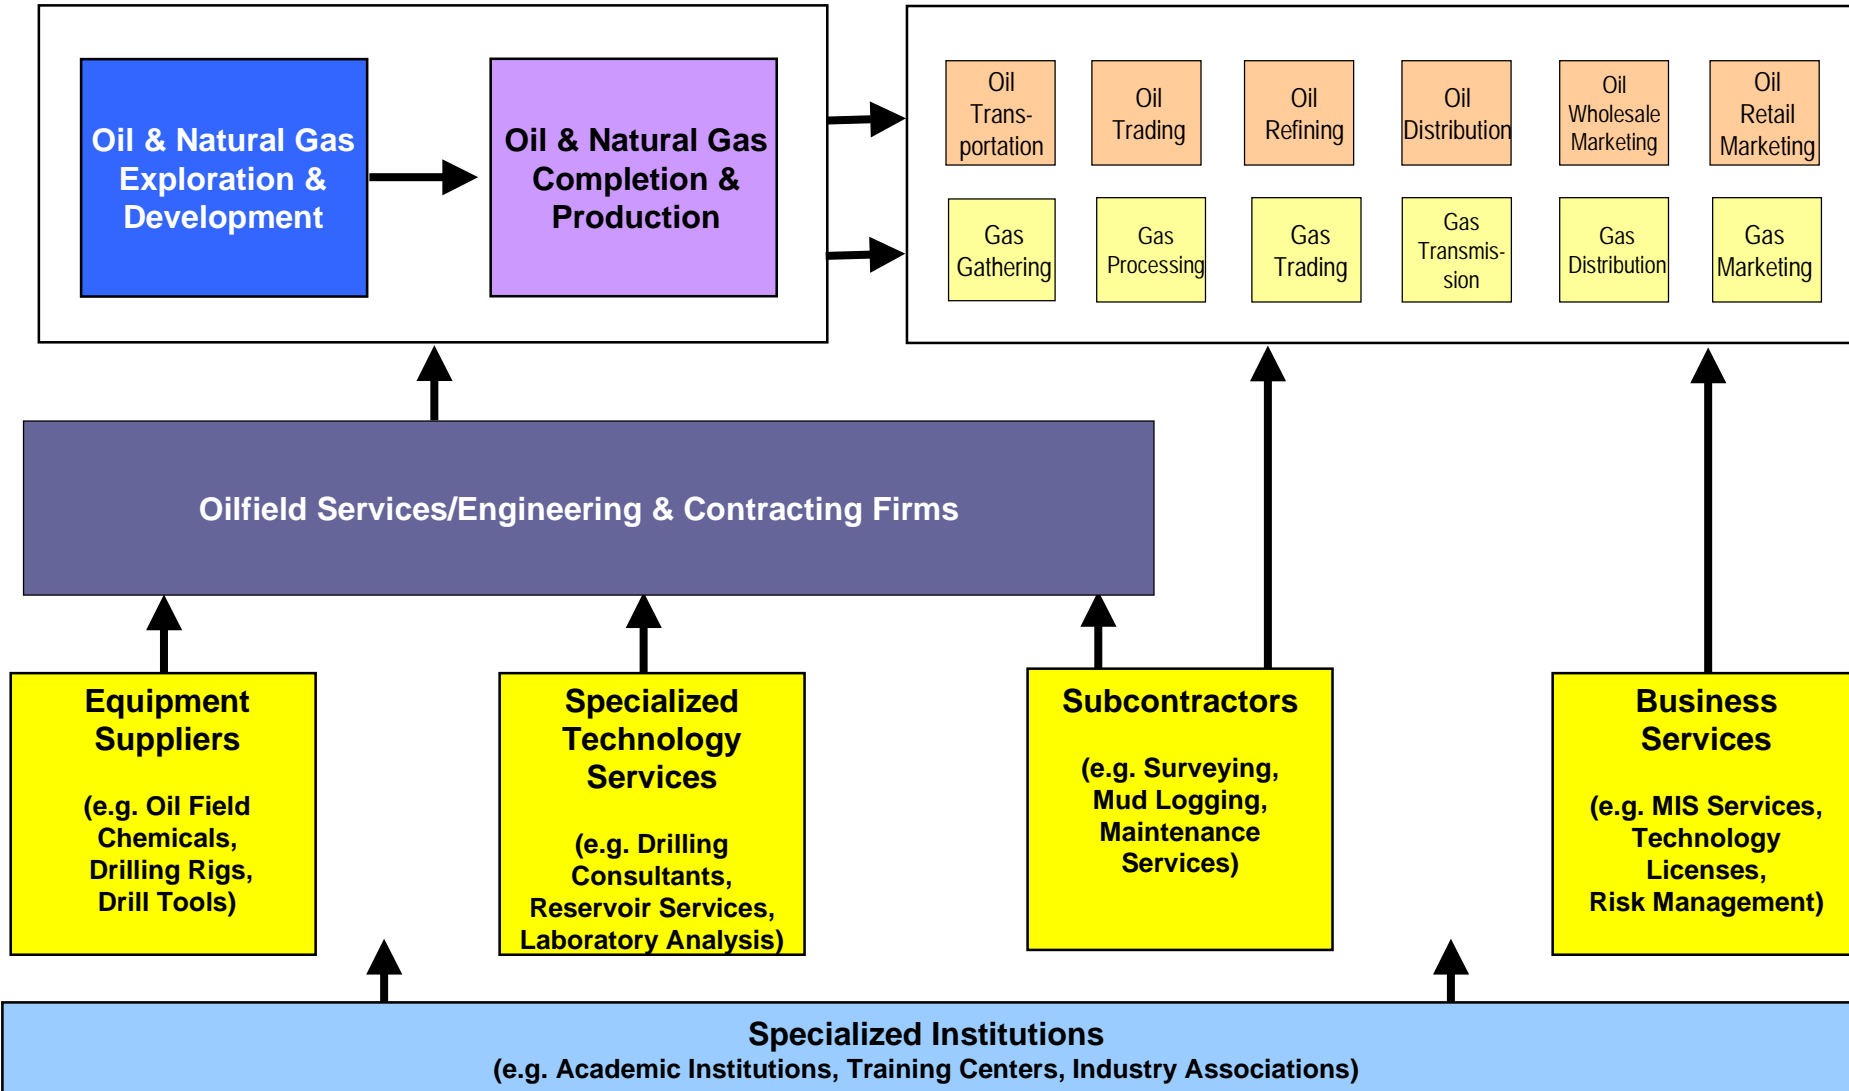 Oil & Natural Gas
Exploration &
Development
Oil & Natural Gas
Completion &
Production
Oil
Trans-
portation
Oil
Trading
Oil
Refining
Oil
Distribution
Oil
Wholesale
Marketing
Oil
Retail
Marketing
Gas
Gathering
Gas
Processing
Gas
Trading
Gas
Transmis-
sion
Gas
Distribution
Gas
Marketing
Oilfield Services/Engineering & Contracting Firms
Equipment
Suppliers
(e.g. Oil Field
Chemicals,
Drilling Rigs,
Drill Tools)
Specialized
Technology
Services
(e.g. Drilling
Consultants,
Reservoir Services,
Laboratory Analysis)
Subcontractors
(e.g. Surveying,
Mud Logging,
Maintenance
Services)
Business
Services
(e.g. MIS Services,
Technology
Licenses,
Risk Management)
Specialized Institutions
(e.g. Academic Institutions, Training Centers, Industry Associations)